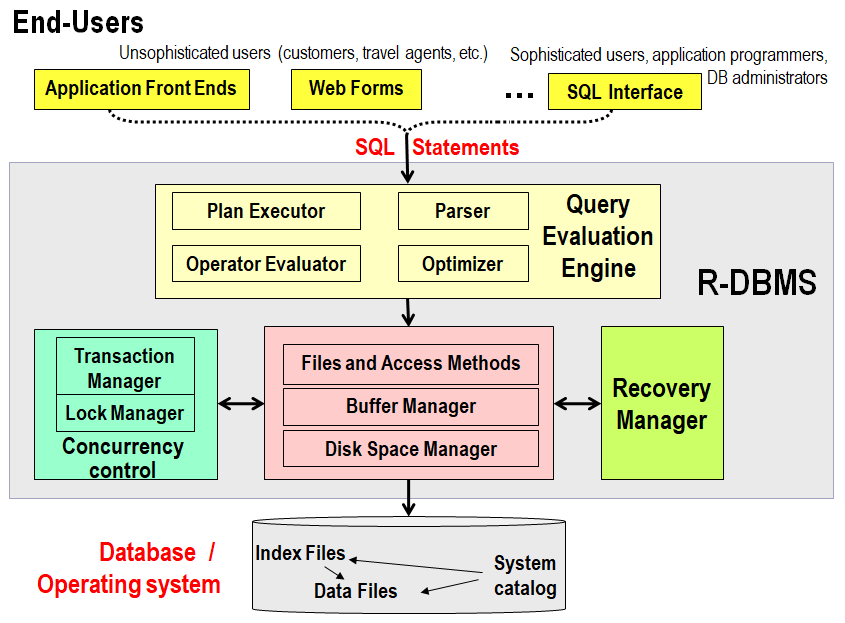 End-Users
Unsophisticated users (customers, travel agents, etc.)
Sophisticated users, application programmers,
DB administrators
Application Front Ends
Web Forms
...
SQL Interface
SQL Statements
Plan Executor
Parser
Operator Evaluator
Optimizer
Query
Evaluation
Engine
R-DBMS
Transaction
Manager
Lock Manager
Concurrency
control
Files and Access Methods
Buffer Manager
Disk Space Manager
Recovery
Manager
Database /
Operating system
Index Files
Data Files
System
catalog